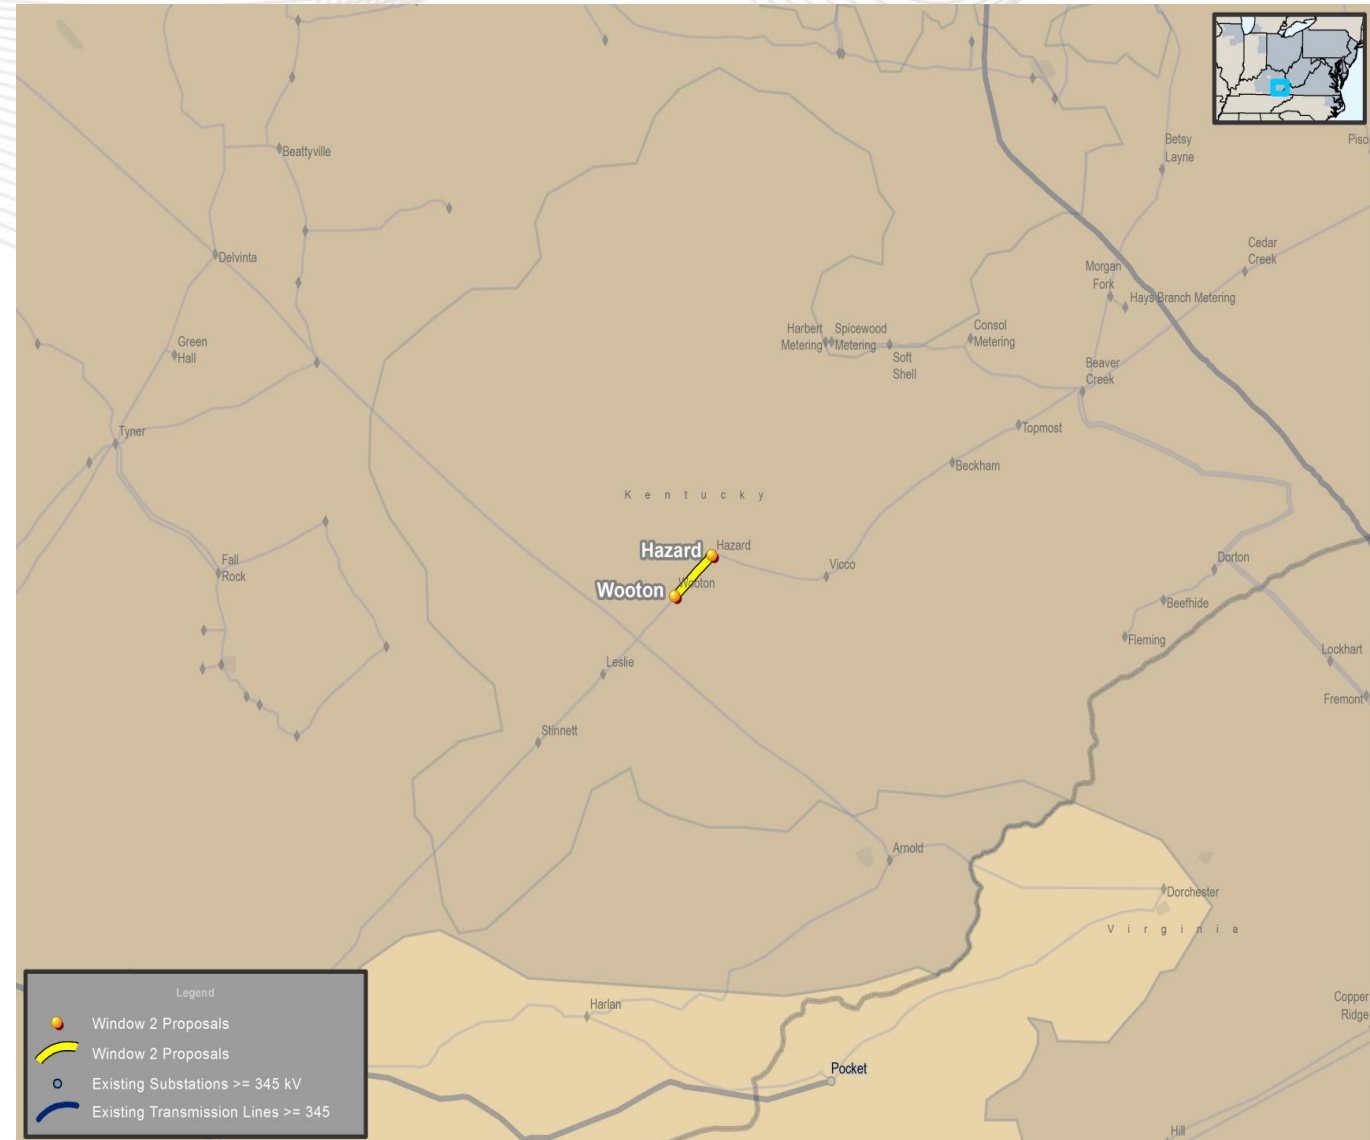 Betsy
Layne
Piso
Beattyville
Delvinta
Cedar
Creek
Morgan
Fork
Hays Branch Metering
Green
Hall
Harbert
Metering
Spicewood
Metering
Soft
Shell
Consol
Metering
Beaver
Creek
Tyner
Topmost
Beckham
Kentucky
Hazard
Hazard
Vicco
Wooton
Wooton
Fall
Rock
Dorton
Beefhide
Fleming
Lockhart
Fremont
Leslie
Stinnett
Arnold
Dorchester
Virginia
Harlan
Copper
Ridge
Pocket
Hill
Legend
Window 2 Proposals
Window 2 Proposals
Existing Substations >= 345 kV
Existing Transmission Lines >= 345